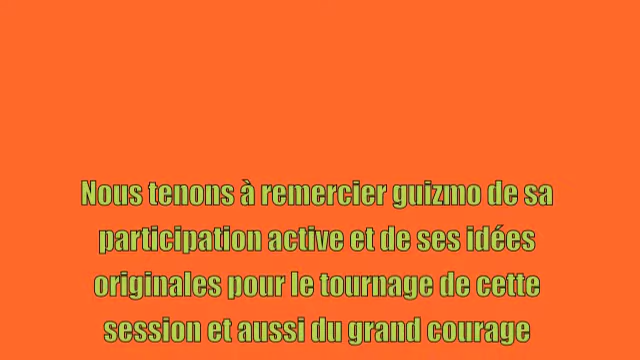 Nous tenons à remercier guizmo de sa
participation active et de ses idées
originales pour le tournage de cette
session et aussi du grand courage